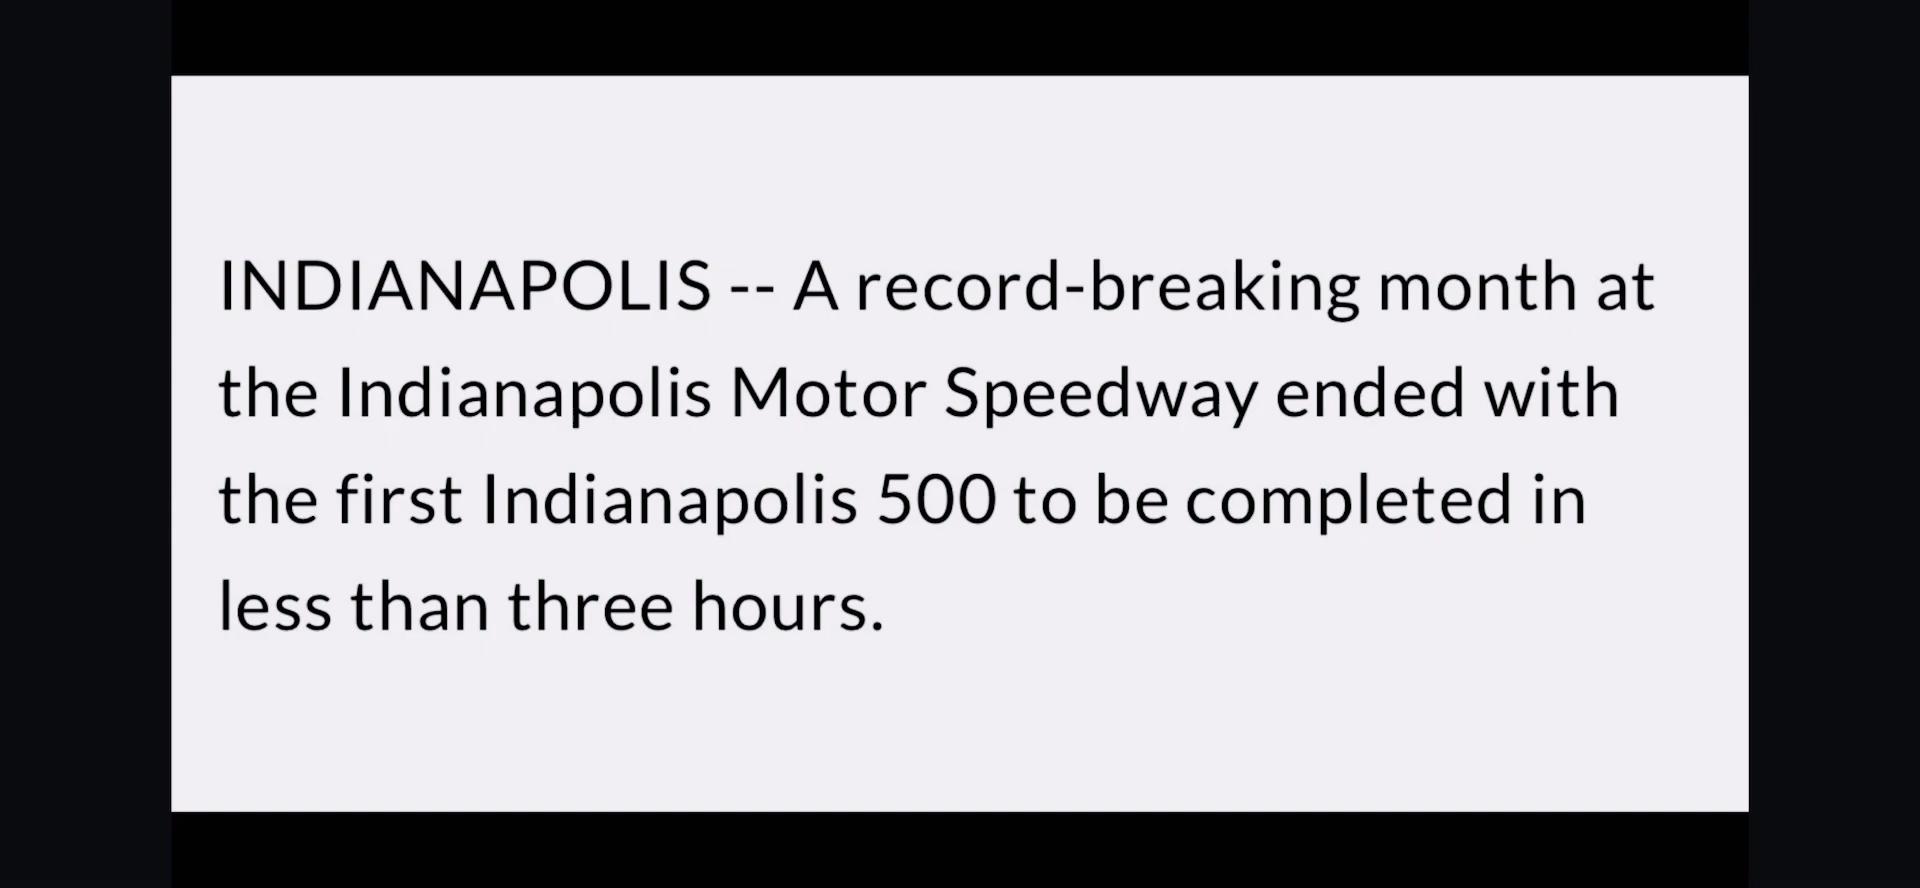 INDIANAPOLIS -- A record-breaking month at
the Indianapolis Motor Speedway ended with
the first Indianapolis 500 to be completed in
less than three hours.